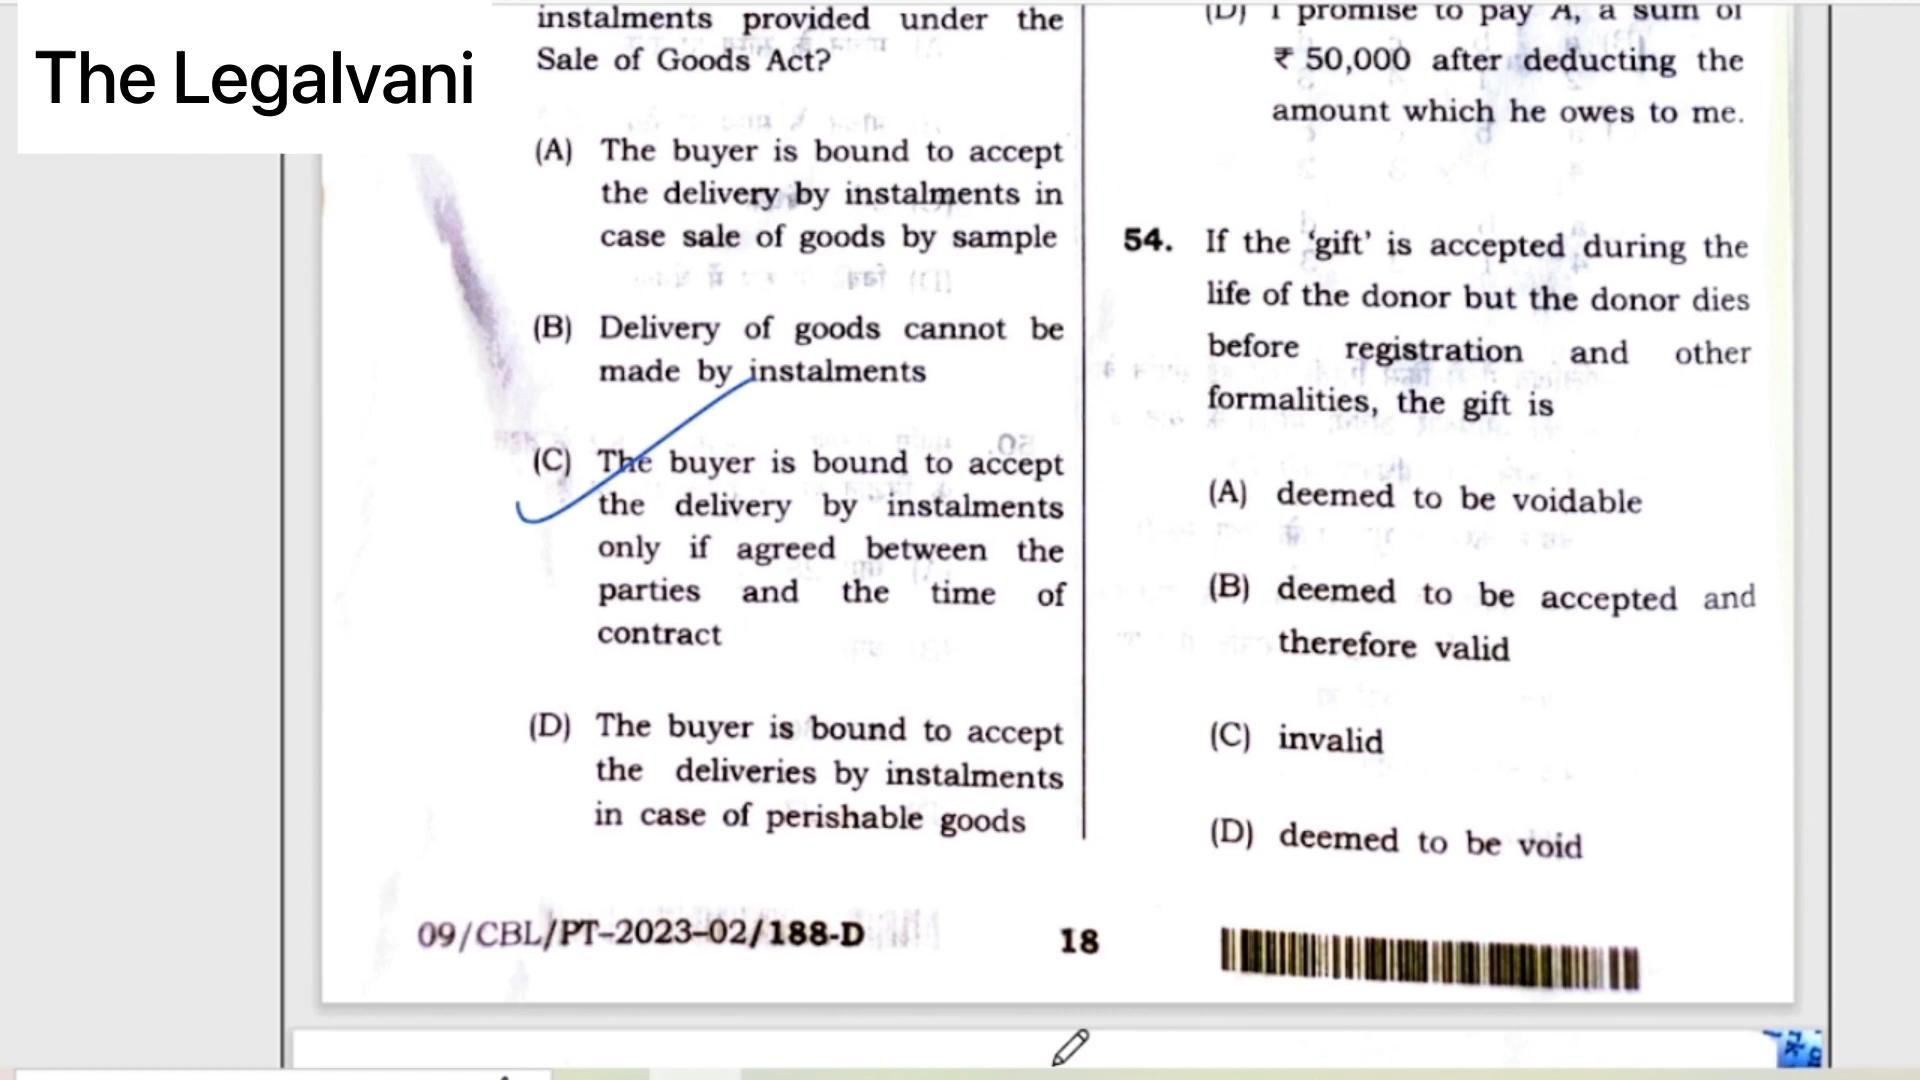 The Legalvani
instalments provided under the
Sale of Goods Act?
(A) The buyer is bound to accept
the delivery by instalments in
case sale of goods by sample
(B) Delivery of goods cannot be
made by instalments
(C) The buyer is bound to accept
the delivery by instalments
only if agreed between the
parties and the time of
contract
(D) The buyer is bound to accept
the deliveries by instalments
in case of perishable goods
(D) I promise to pay A, a sum of
₹ 50,000 after deducting the
amount which he owes to me.
54. If the ‘gift’ is accepted during the
life of the donor but the donor dies
before registration and other
formalities, the gift is
(A) deemed to be voidable
(B) deemed to be accepted and
therefore valid
(C) invalid
(D) deemed to be void
09/CBL/PT–2023–02/188-D
18